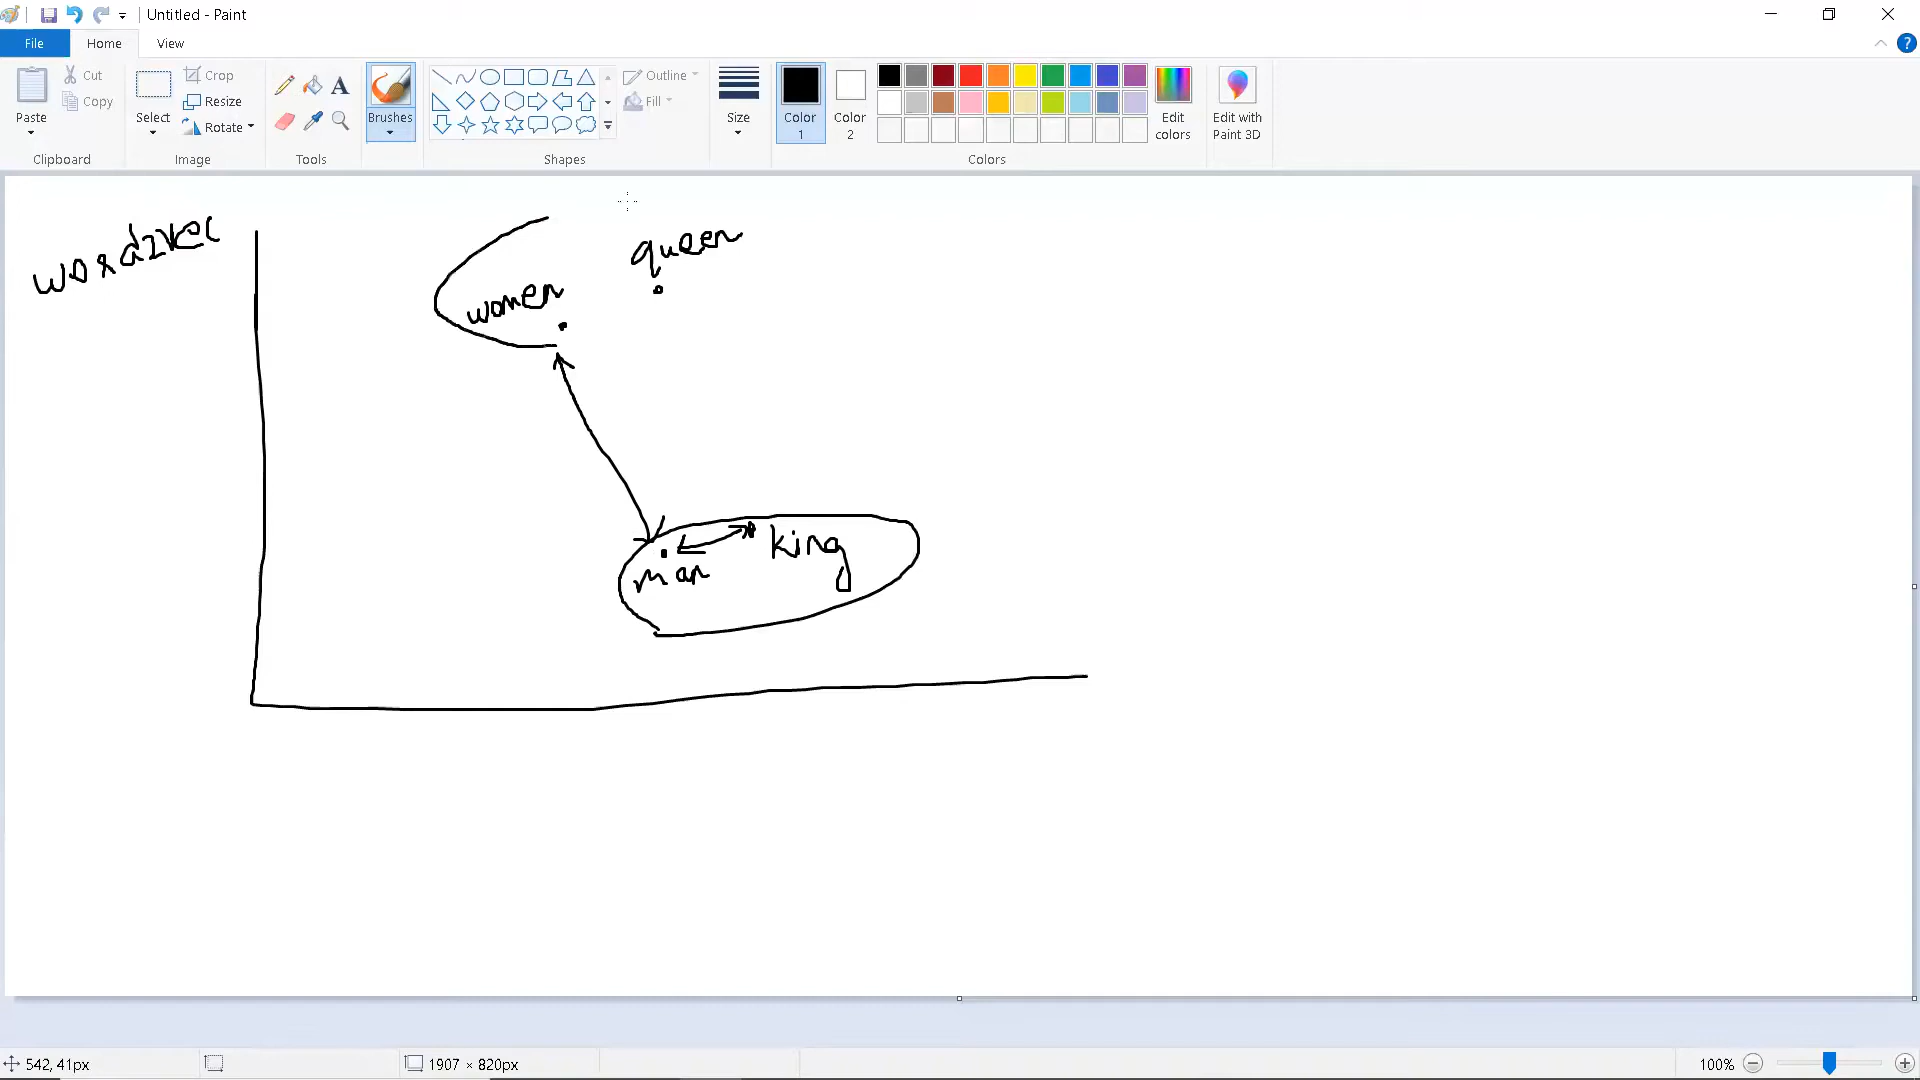 Untitled - Paint
File Home View
Paste
Cut
Copy
Clipboard
Select
Crop
Resize
Rotate
Image
Tools
Brushes
Shapes
Outline
Fill
Size
Color 1
Color 2
Colors
Edit colors
Edit with Paint 3D
word2vec
queen
women
king
man
542, 41px
1907 × 820px
100%